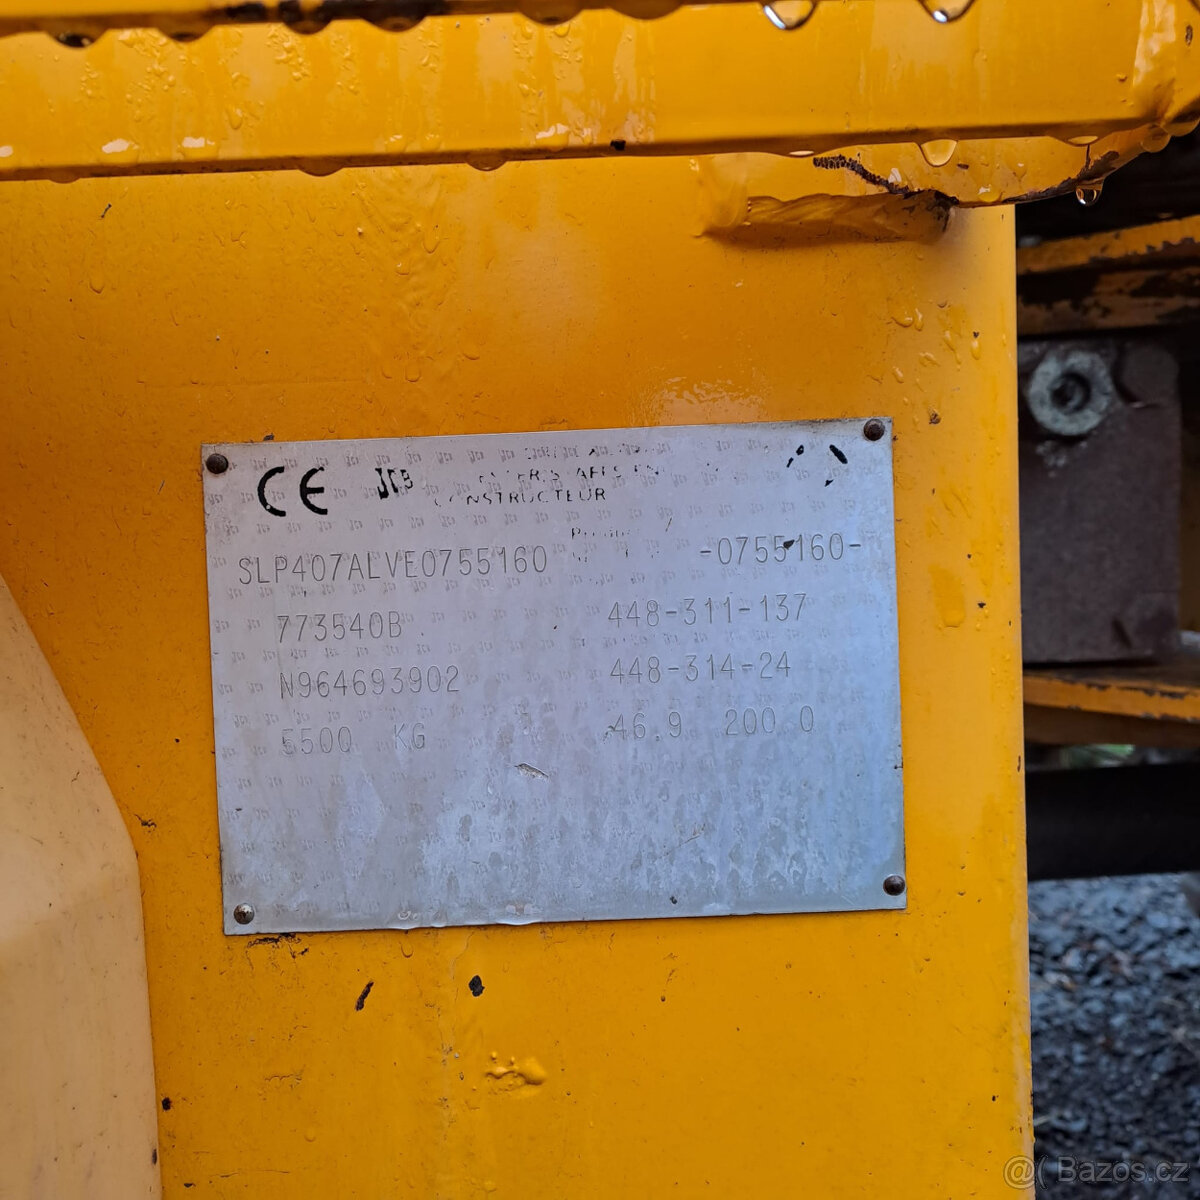 CE JCB
CONSTRUCTEUR
SLP407ALVE0755160 -0755160-
773540B 448-311-137
N964693902 448-314-24
5500 KG 46.9 200 0
@( Bazos.cz